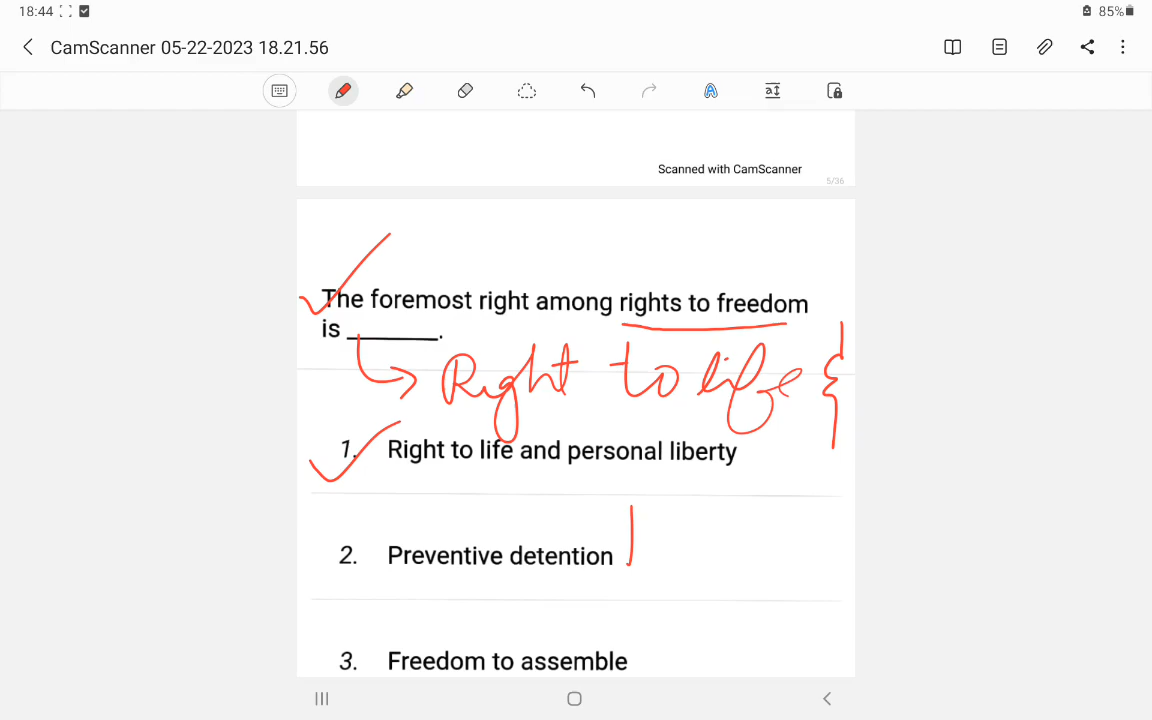 18:44 85%
CamScanner 05-22-2023 18.21.56
Scanned with CamScanner
5/36
The foremost right among rights to freedom
is ________.
Right to life &
1. Right to life and personal liberty
2. Preventive detention
3. Freedom to assemble